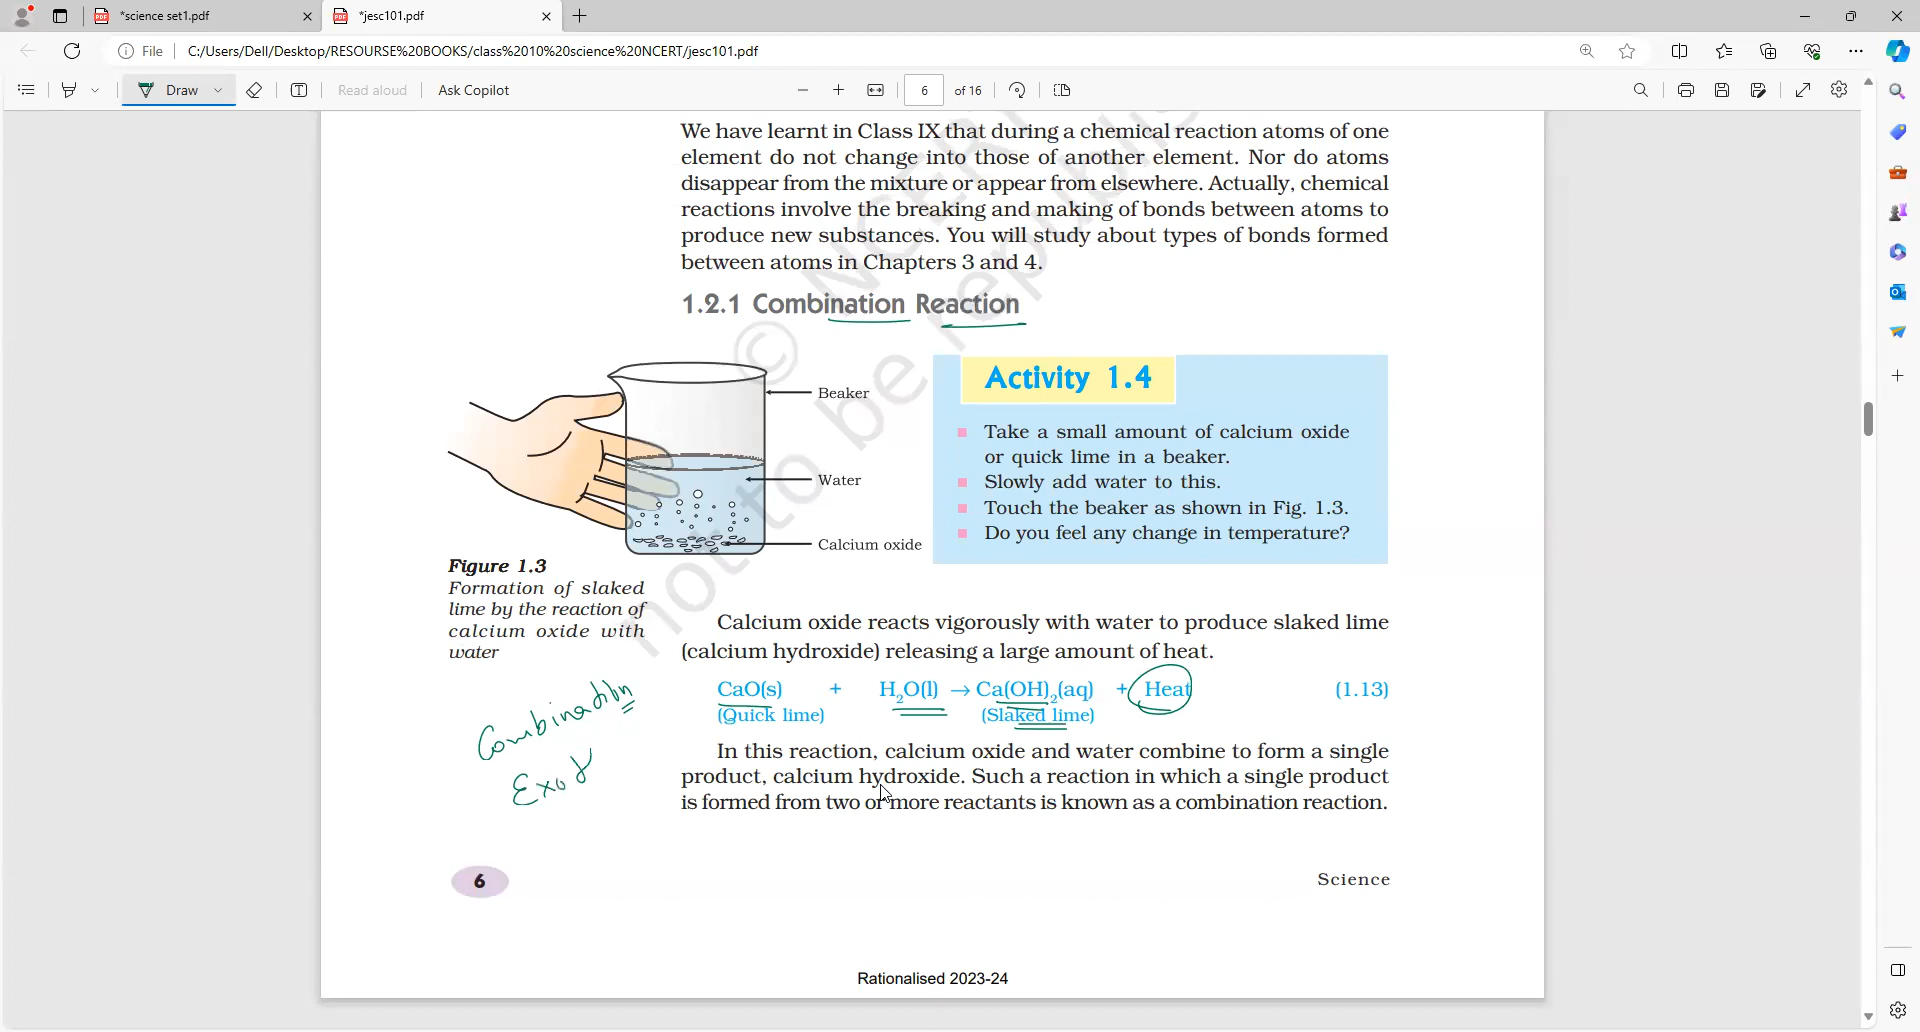 *science set1.pdf
*jesc101.pdf
File
C:/Users/Dell/Desktop/RESOURSE%20BOOKS/class%2010%20science%20NCERT/jesc101.pdf
Draw
Read aloud
Ask Copilot
6 of 16
We have learnt in Class IX that during a chemical reaction atoms of one
element do not change into those of another element. Nor do atoms
disappear from the mixture or appear from elsewhere. Actually, chemical
reactions involve the breaking and making of bonds between atoms to
produce new substances. You will study about types of bonds formed
between atoms in Chapters 3 and 4.
1.2.1 Combination Reaction
Beaker
Water
Calcium oxide
Figure 1.3
Formation of slaked
lime by the reaction of
calcium oxide with
water
Activity 1.4
Take a small amount of calcium oxide
or quick lime in a beaker.
Slowly add water to this.
Touch the beaker as shown in Fig. 1.3.
Do you feel any change in temperature?
Calcium oxide reacts vigorously with water to produce slaked lime
(calcium hydroxide) releasing a large amount of heat.
CaO(s) + H₂O(l) → Ca(OH)₂(aq) + Heat (1.13)
(Quick lime) (Slaked lime)
Combination
Exo
In this reaction, calcium oxide and water combine to form a single
product, calcium hydroxide. Such a reaction in which a single product
is formed from two or more reactants is known as a combination reaction.
6
Science
Rationalised 2023-24
© NCERT
not to be republis